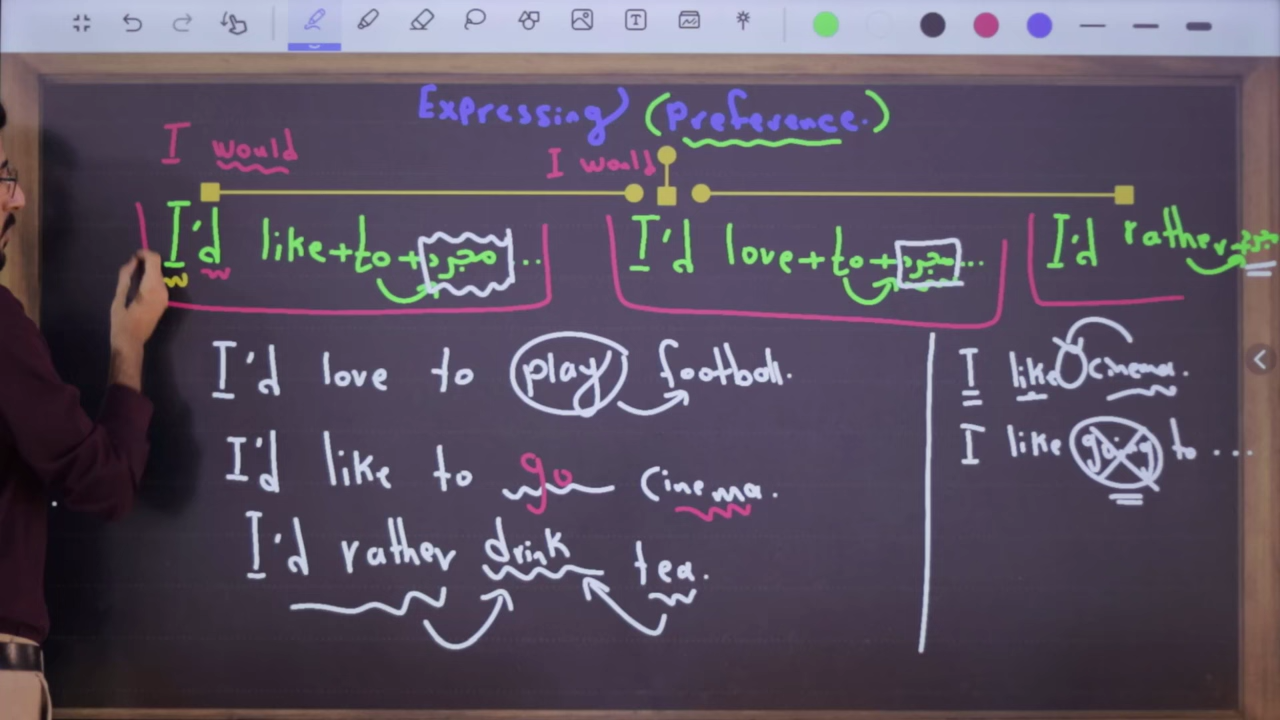 Expressing (Preference.)
I would
I would
I'd like+to+مجرد...
I'd love+to+مجرد...
I'd rather+مجرد
I'd love to play football.
I'd like to go cinema.
I'd rather drink tea.
I like cinema.
I like going to ...